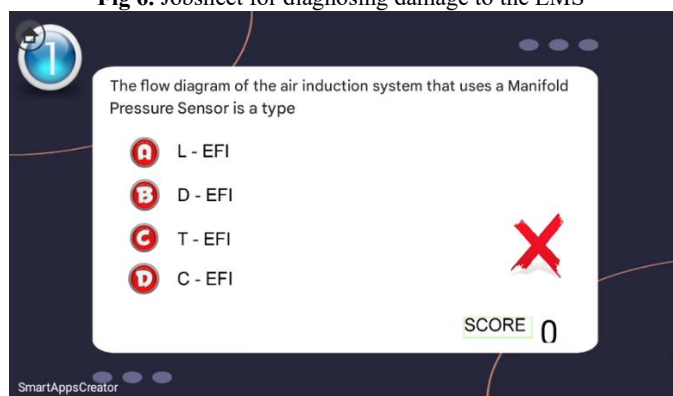 Fig 6. Jobsheet for diagnosing damage to the EMS
1
The flow diagram of the air induction system that uses a Manifold
Pressure Sensor is a type
A L - EFI
B D - EFI
C T - EFI
D C - EFI
SCORE 0
SmartAppsCreator